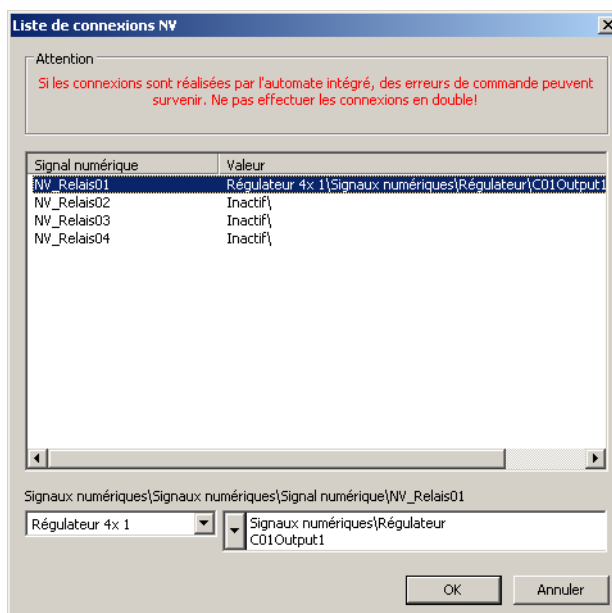 Liste de connexions NV
Attention
Si les connexions sont réalisées par l'automate intégré, des erreurs de commande peuvent
survenir. Ne pas effectuer les connexions en double!
Signal numérique Valeur
NV_Relais01 Régulateur 4x 1\Signaux numériques\Régulateur\C01Output1
NV_Relais02 Inactif\
NV_Relais03 Inactif\
NV_Relais04 Inactif\
Signaux numériques\Signaux numériques\Signal numérique\NV_Relais01
Régulateur 4x 1 Signaux numériques\Régulateur
C01Output1
OK Annuler